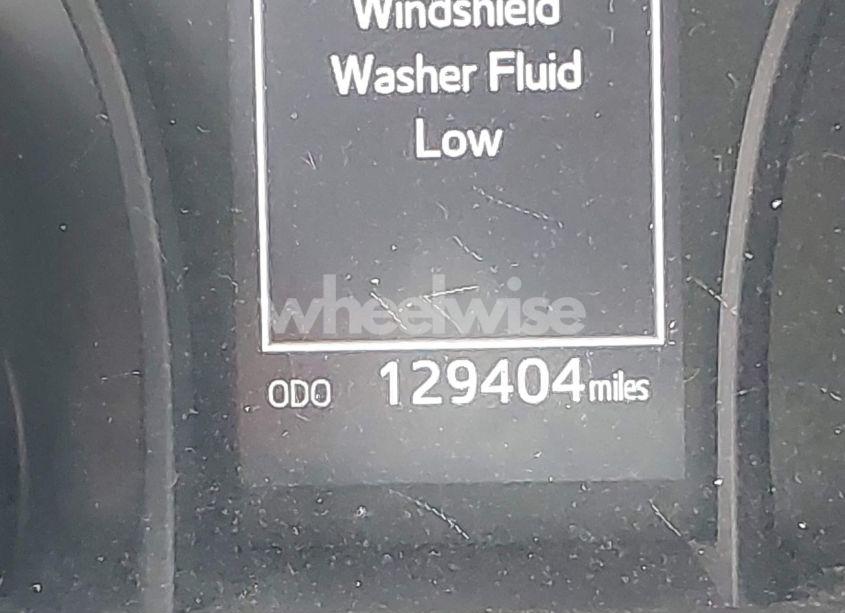 Windshield
Washer Fluid
Low
wheelwise
ODO 129404 miles